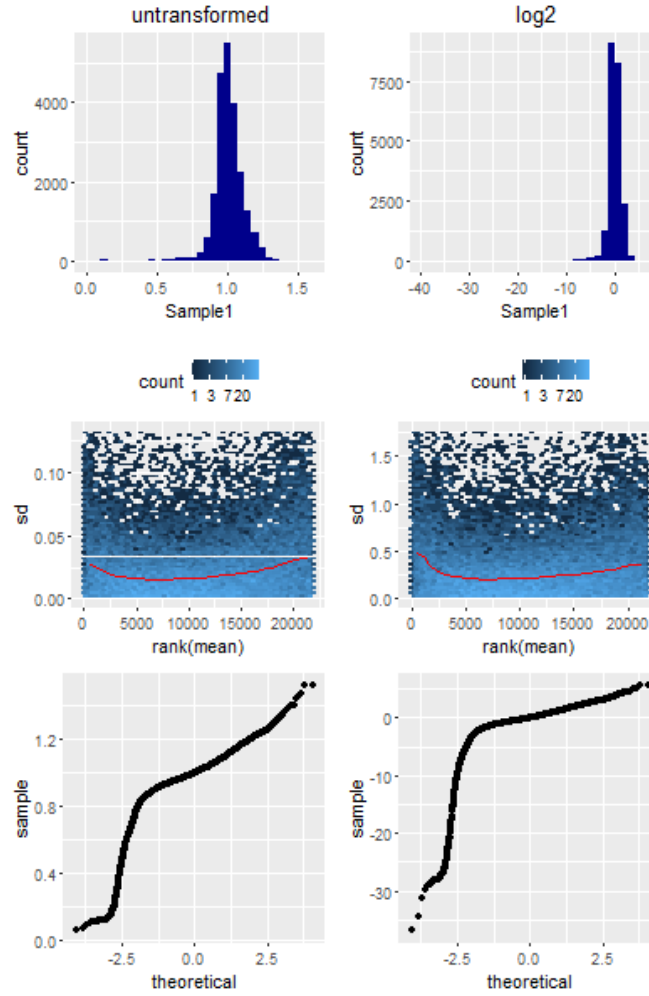 untransformed log2
4000
2000
0
count
0.0 0.5 1.0 1.5
Sample1
7500
5000
2500
0
count
-40 -30 -20 -10 0
Sample1
count
1 3 7 20
count
1 3 7 20
0.10
0.05
0.00
sd
0 5000 10000 15000 20000
rank(mean)
1.5
1.0
0.5
0.0
sd
0 5000 10000 15000 20000
rank(mean)
1.2
0.8
0.4
0.0
sample
-2.5 0.0 2.5
theoretical
0
-10
-20
-30
sample
-2.5 0.0 2.5
theoretical